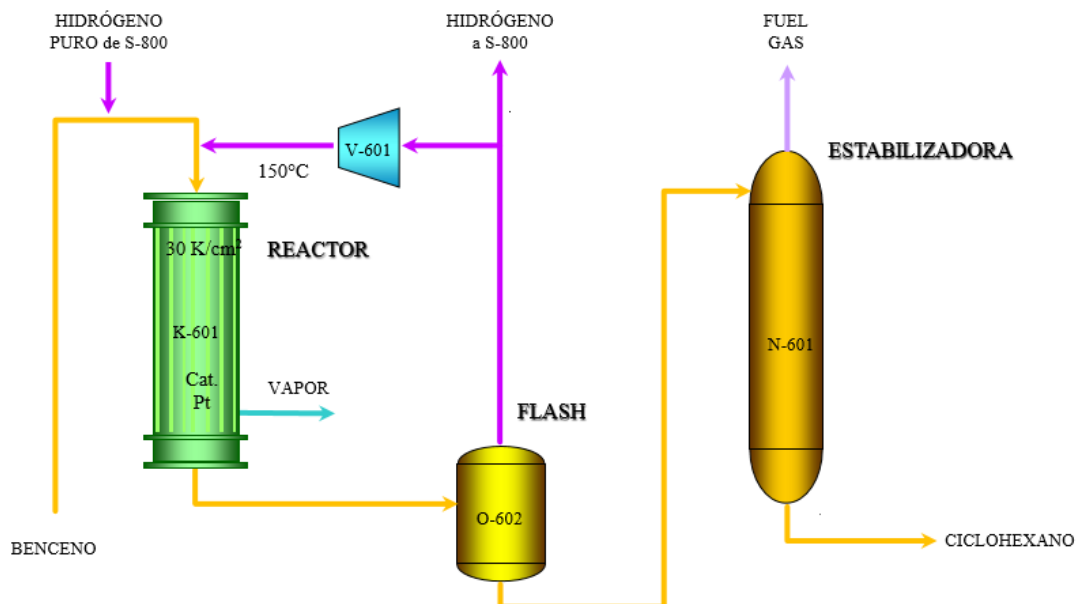 HIDRÓGENO
PURO de S-800
HIDRÓGENO
a S-800
FUEL
GAS
V-601
150ºC
ESTABILIZADORA
30 K/cm²
REACTOR
K-601
N-601
Cat.
Pt
VAPOR
FLASH
O-602
BENCENO
CICLOHEXANO